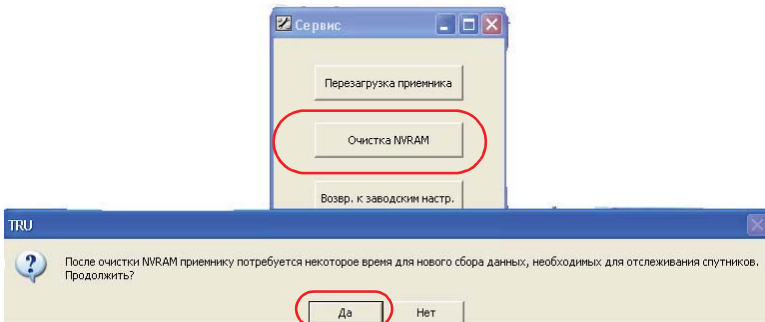 Сервис
Перезагрузка приемника
Очистка NVRAM
Возвр. к заводским настр.
TRU
После очистки NVRAM приемнику потребуется некоторое время для нового сбора данных, необходимых для отслеживания спутников.
Продолжить?
Да Нет